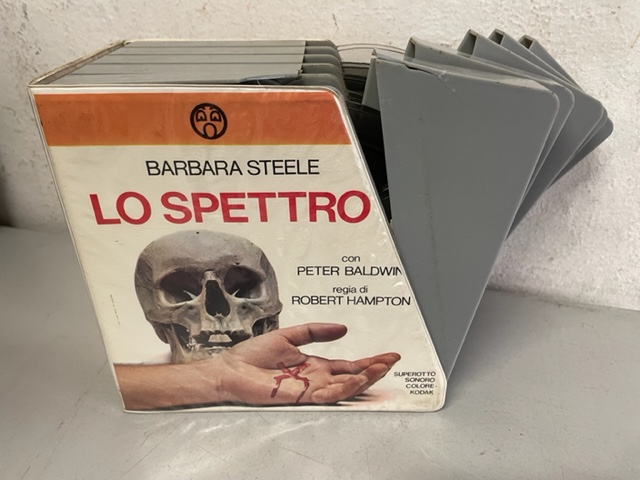 BARBARA STEELE
LO SPETTRO
con
PETER BALDWIN
regia di
ROBERT HAMPTON
SUPEROTTO
SONORO
COLORE-
KODAK